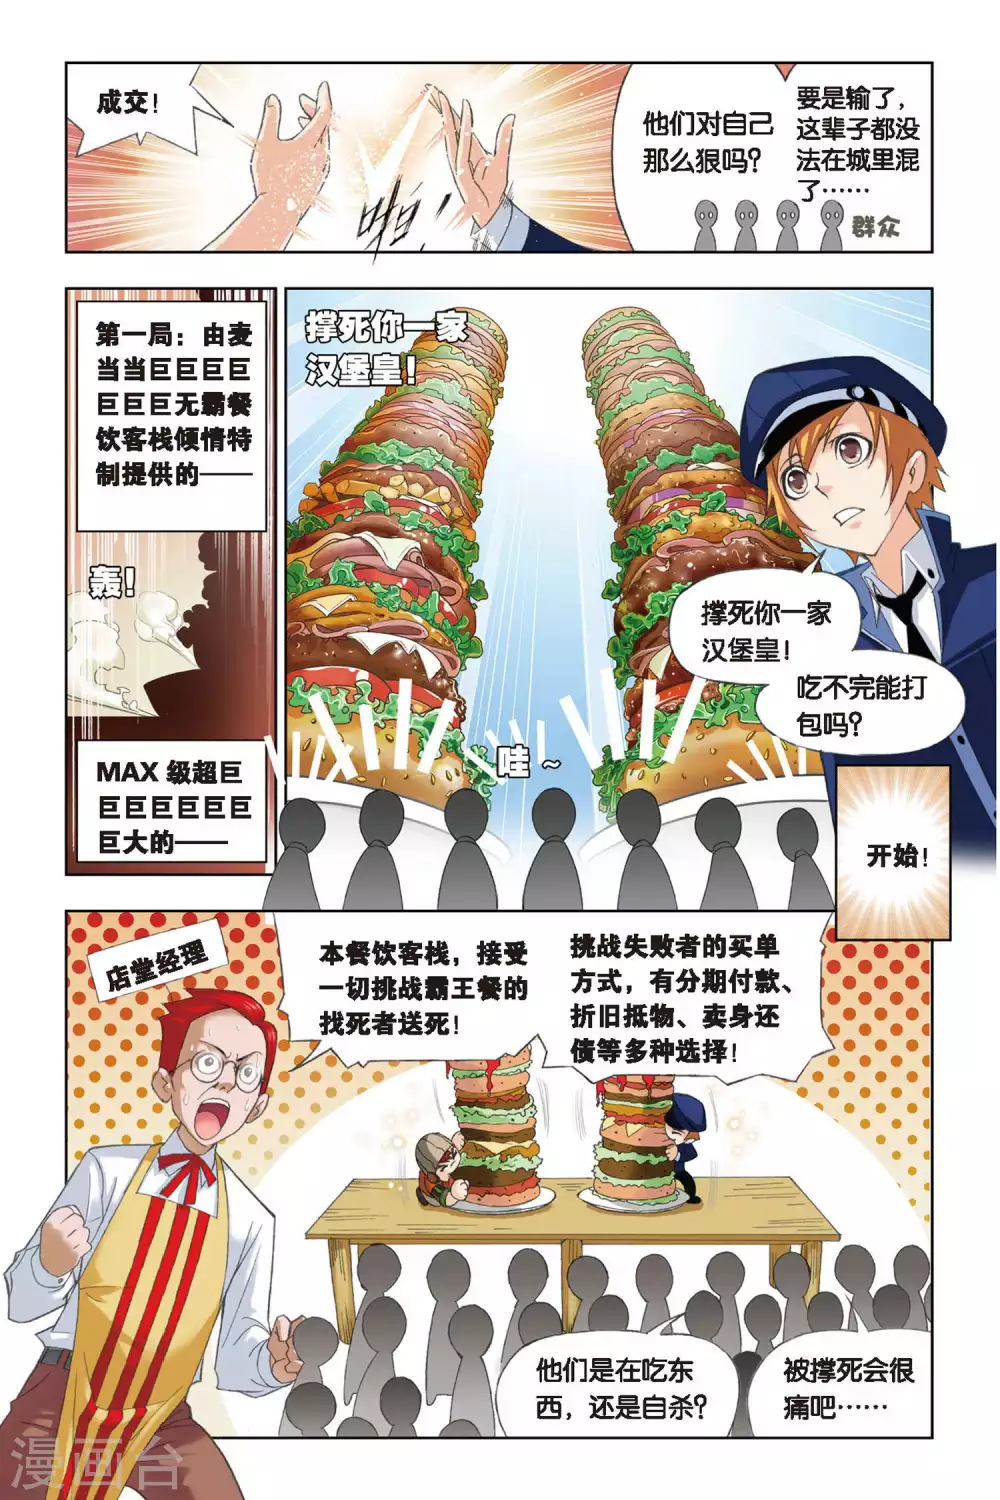 成交！
他们对自己
那么狠吗？
要是输了，
这辈子都没
法在城里混
了……
群众
第一局：由麦
当当巨巨巨巨
巨巨巨无霸餐
饮客栈倾情特
制提供的——
轰！
MAX 级超巨
巨巨巨巨巨巨
巨大的——
撑死你一家
汉堡皇！
哇～
撑死你一家
汉堡皇！
吃不完能打
包吗？
开始！
店堂经理
本餐饮客栈，接受
一切挑战霸王餐的
找死者送死！
挑战失败者的买单
方式，有分期付款、
折旧抵物、卖身还
债等多种选择！
他们是在吃东
西，还是自杀？
被撑死会很
痛吧……
漫画台